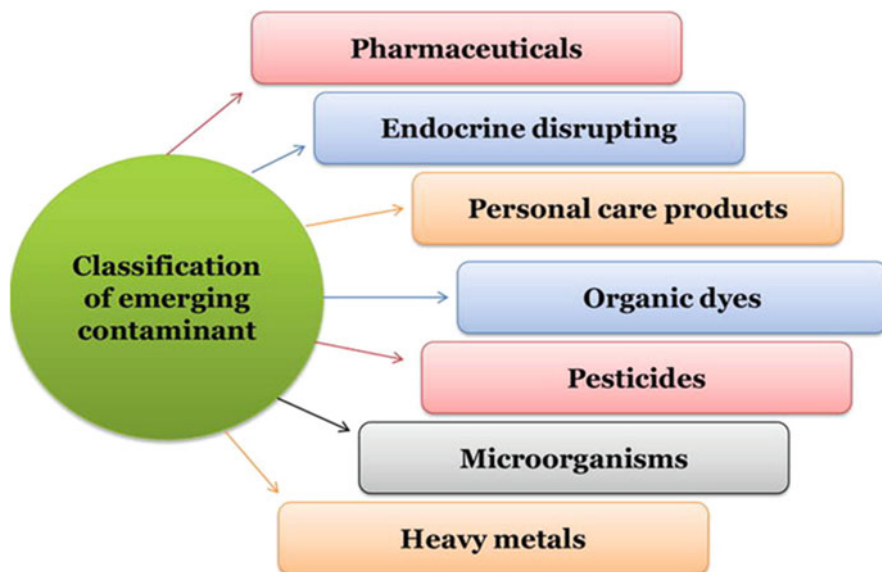 Pharmaceuticals
Endocrine disrupting
Personal care products
Classification
of emerging
contaminant
Organic dyes
Pesticides
Microorganisms
Heavy metals